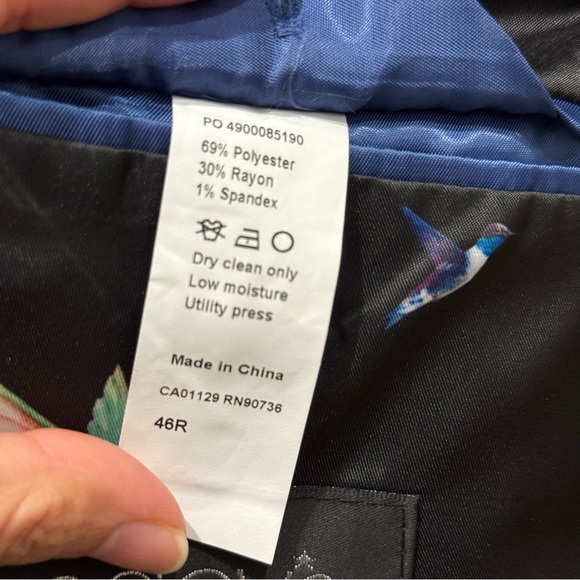 PO 4900085190
69% Polyester
30% Rayon
1% Spandex
Dry clean only
Low moisture
Utility press
Made in China
CA01129 RN90736
46R